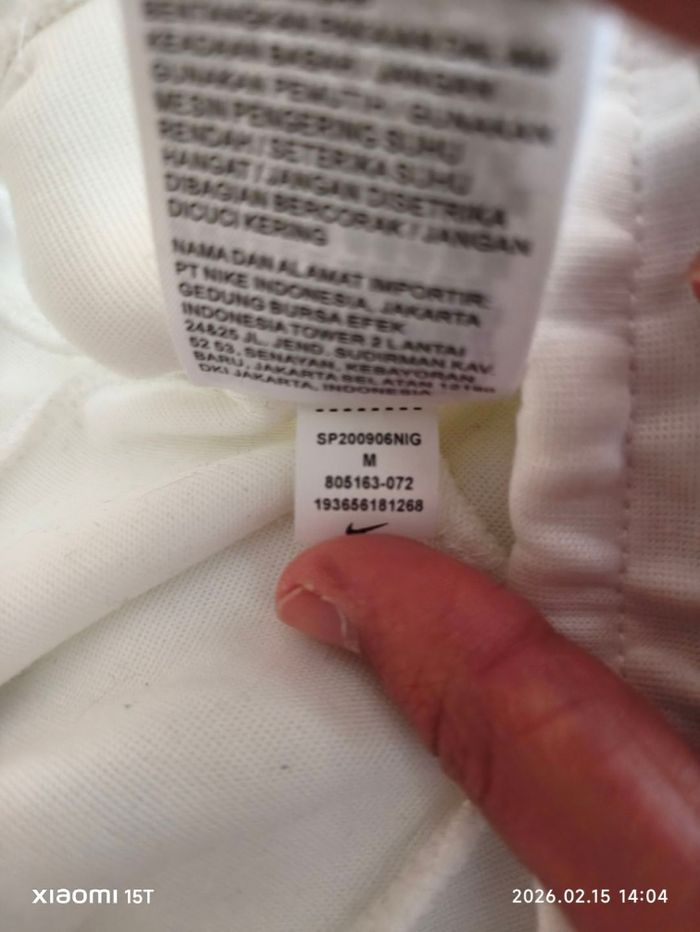 BENTANGKAN
KEADAAN BASAH / JANGAN
GUNAKAN PEMUTIH / GUNAKAN
MESIN PENGERING SUHU
RENDAH / SETERIKA SUHU
HANGAT / JANGAN DISETRIKA
DIBAGIAN BERCORAK / JANGAN
DICUCI KERING
NAMA DAN ALAMAT IMPORTIR:
PT NIKE INDONESIA, JAKARTA
GEDUNG BURSA EFEK
INDONESIA TOWER 2 LANTAI
24&25 JL. JEND. SUDIRMAN KAV.
52 53, SENAYAN, KEBAYORAN
BARU, JAKARTA SELATAN
DKI JAKARTA, INDONESIA
SP200906NIG
M
805163-072
193656181268
XIAOMI 15T
2026.02.15 14:04